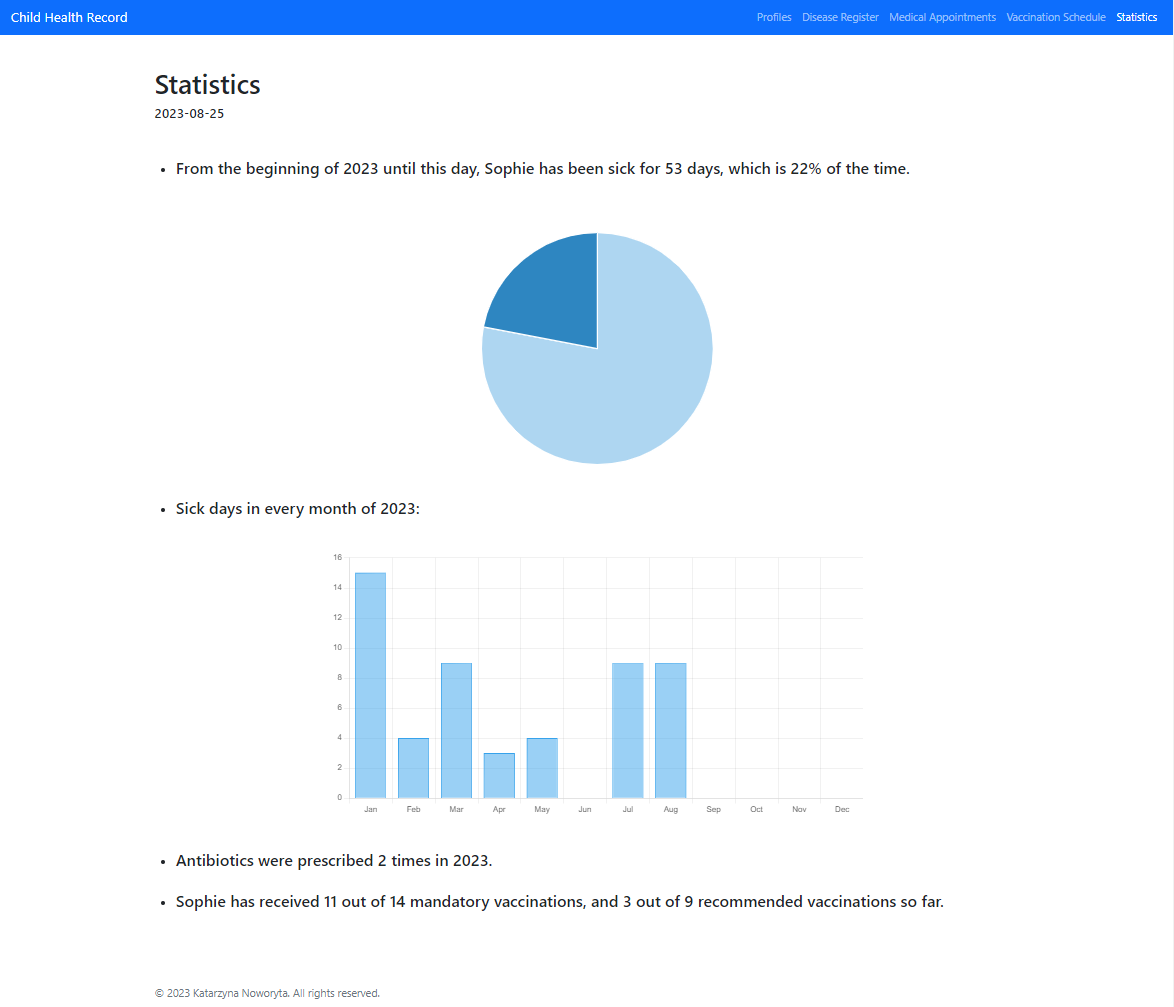 Child Health Record Profiles Disease Register Medical Appointments Vaccination Schedule Statistics
Statistics
2023-08-25
• From the beginning of 2023 until this day, Sophie has been sick for 53 days, which is 22% of the time.
• Sick days in every month of 2023:
16
14
12
10
8
6
4
2
0
Jan Feb Mar Apr May Jun Jul Aug Sep Oct Nov Dec
• Antibiotics were prescribed 2 times in 2023.
• Sophie has received 11 out of 14 mandatory vaccinations, and 3 out of 9 recommended vaccinations so far.
© 2023 Katarzyna Noworyta. All rights reserved.